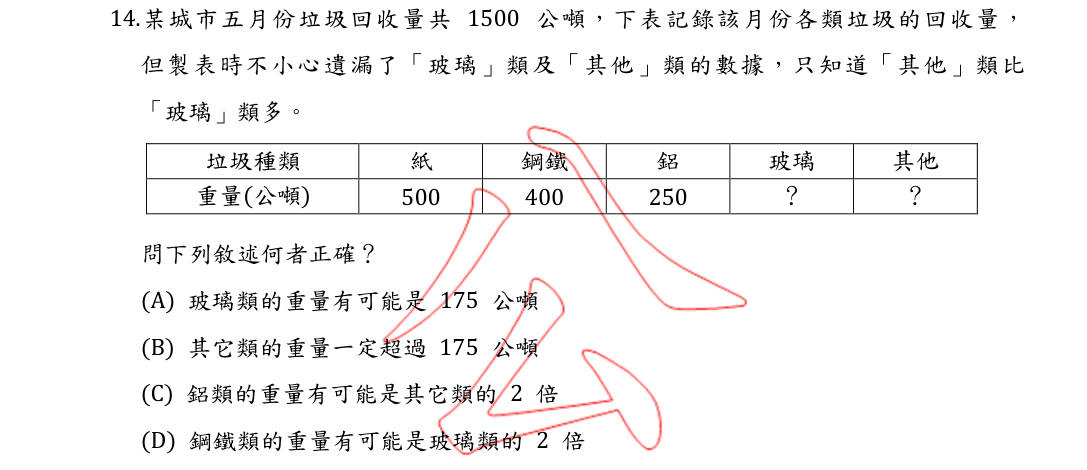 14.某城市五月份垃圾回收量共 1500 公噸,下表記錄該月份各類垃圾的回收量,
但製表時不小心遺漏了「玻璃」類及「其他」類的數據,只知道「其他」類比
「玻璃」類多。
垃圾種類 紙 鋼鐵 鋁 玻璃 其他
重量(公噸) 500 400 250 ? ?
問下列敘述何者正確?
(A) 玻璃類的重量有可能是 175 公噸
(B) 其它類的重量一定超過 175 公噸
(C) 鋁類的重量有可能是其它類的 2 倍
(D) 鋼鐵類的重量有可能是玻璃類的 2 倍
公